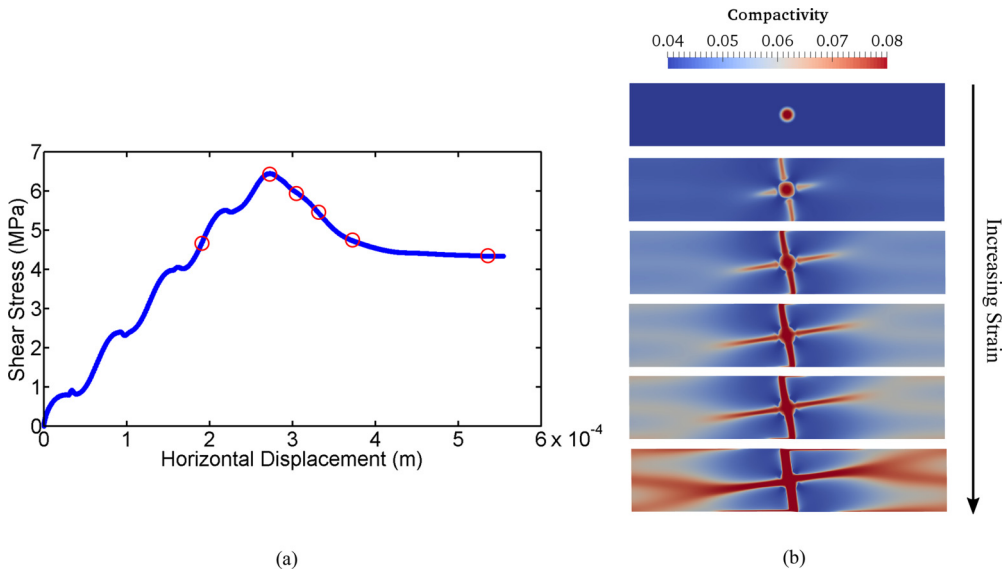 Compactivity
0.04 0.05 0.06 0.07 0.08
7
6
5
4
3
2
1
0
Shear Stress (MPa)
0 1 2 3 4 5 6 x 10-4
Horizontal Displacement (m)
Increasing Strain
(a)
(b)